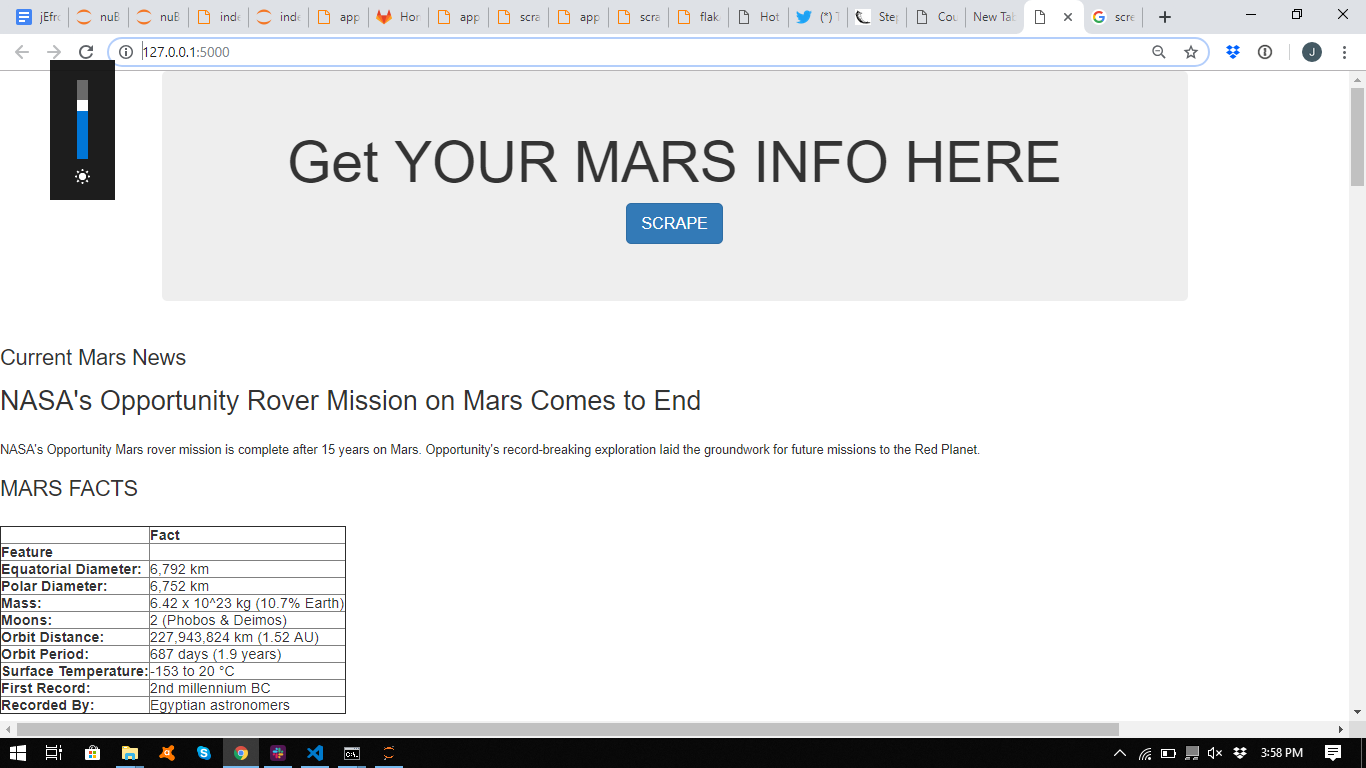 jEfro
nuB
nuB
inde
inde
app
Hor
app
scra
app
scra
flak
Hot
(*) T
Step
Cou
New Tab
scre
127.0.0.1:5000
J
Get YOUR MARS INFO HERE
SCRAPE
Current Mars News
NASA's Opportunity Rover Mission on Mars Comes to End
NASA's Opportunity Mars rover mission is complete after 15 years on Mars. Opportunity's record-breaking exploration laid the groundwork for future missions to the Red Planet.
MARS FACTS
Fact
Feature
Equatorial Diameter: 6,792 km
Polar Diameter: 6,752 km
Mass: 6.42 x 10^23 kg (10.7% Earth)
Moons: 2 (Phobos & Deimos)
Orbit Distance: 227,943,824 km (1.52 AU)
Orbit Period: 687 days (1.9 years)
Surface Temperature: -153 to 20 °C
First Record: 2nd millennium BC
Recorded By: Egyptian astronomers
3:58 PM